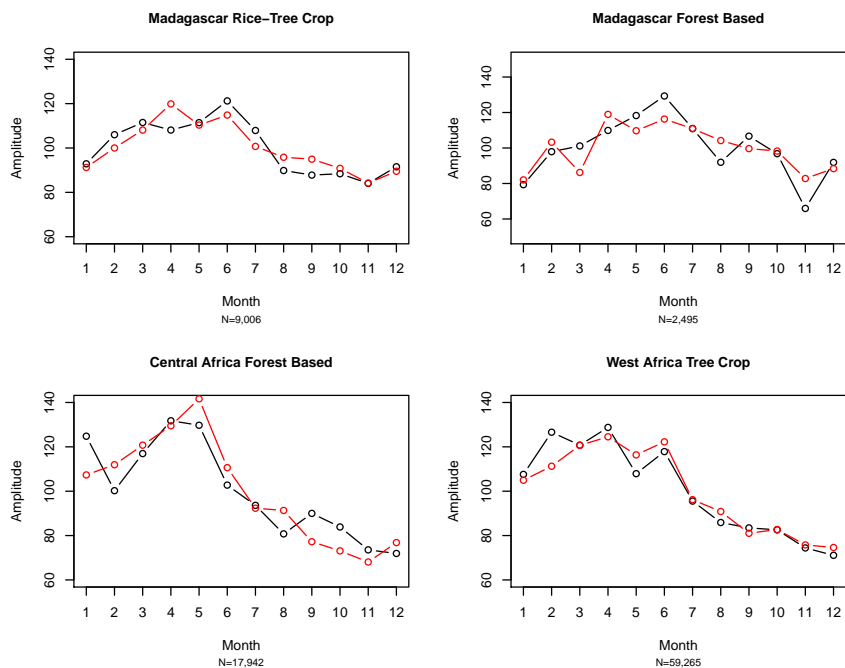 Madagascar Rice−Tree Crop
Amplitude
140
120
100
80
60
1 2 3 4 5 6 7 8 9 10 11 12
Month
N=9,006
Madagascar Forest Based
Amplitude
140
120
100
80
60
1 2 3 4 5 6 7 8 9 10 11 12
Month
N=2,495
Central Africa Forest Based
Amplitude
140
120
100
80
60
1 2 3 4 5 6 7 8 9 10 11 12
Month
N=17,942
West Africa Tree Crop
Amplitude
140
120
100
80
60
1 2 3 4 5 6 7 8 9 10 11 12
Month
N=59,265